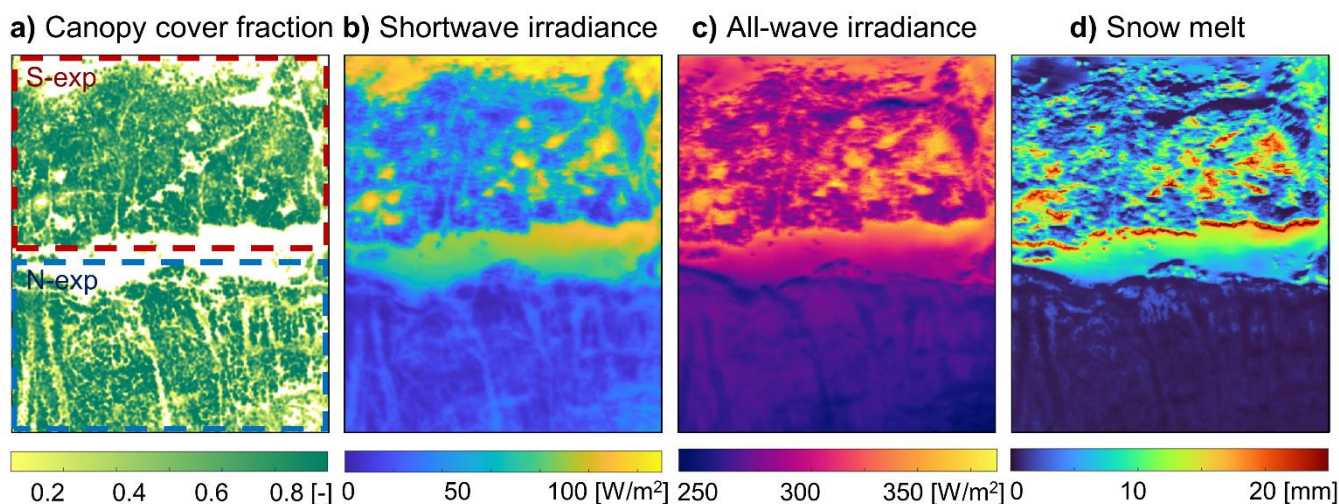 a) Canopy cover fraction b) Shortwave irradiance c) All-wave irradiance d) Snow melt
S-exp
N-exp
0.2 0.4 0.6 0.8 [-] 0 50 100 [W/m²] 250 300 350 [W/m²] 0 10 20 [mm]